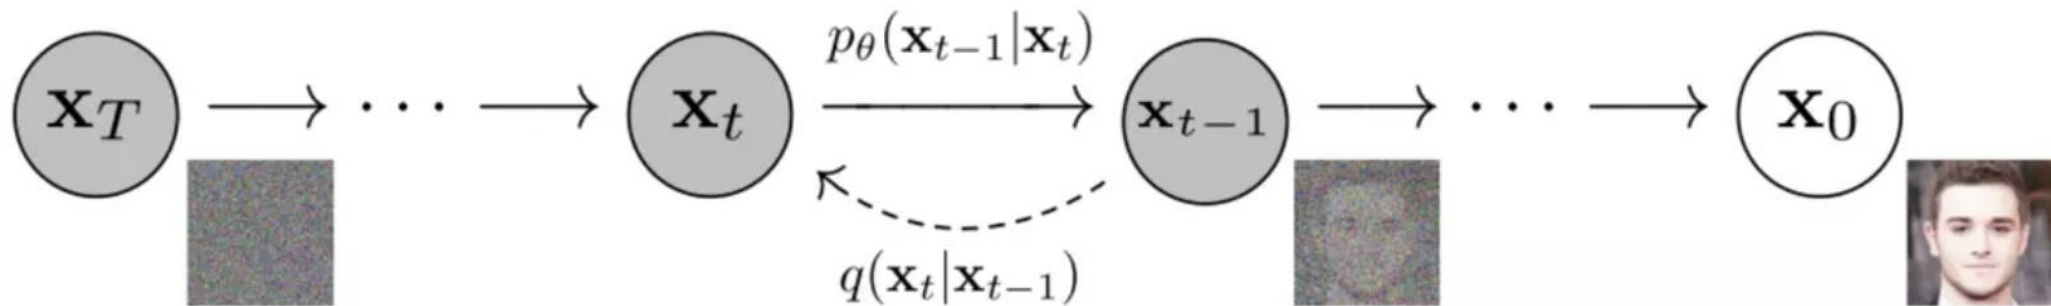 p_θ(x_{t−1}|x_t)
x_T → ··· → x_t → x_{t−1} → ··· → x_0
q(x_t|x_{t−1})